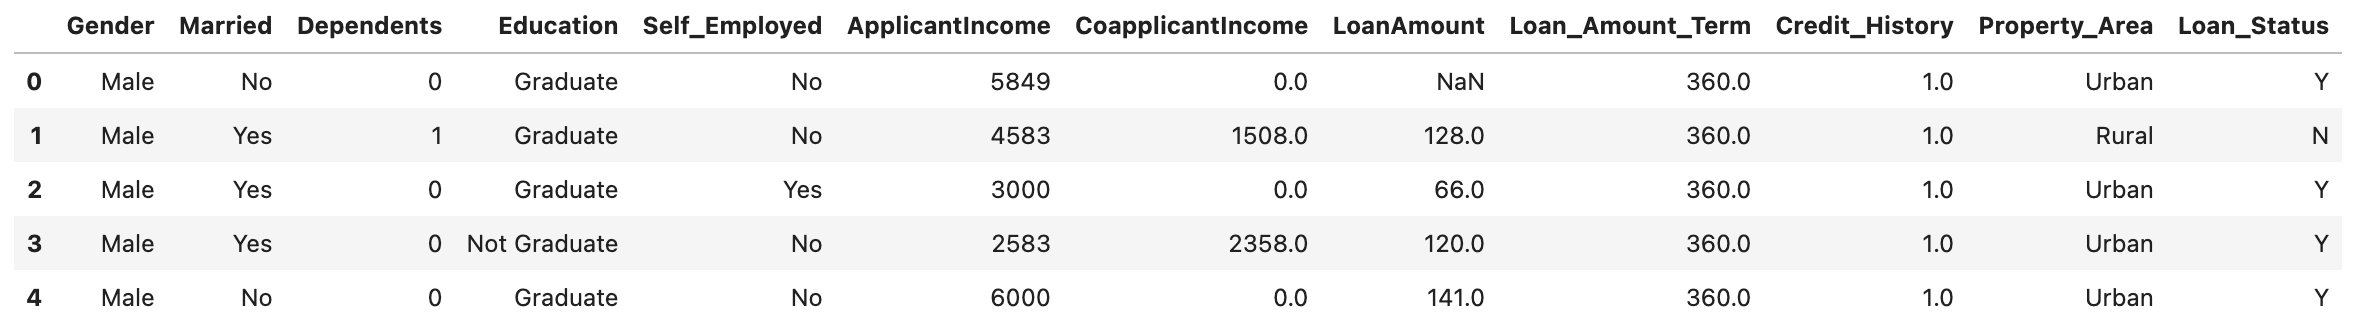 Gender Married Dependents Education Self_Employed ApplicantIncome CoapplicantIncome LoanAmount Loan_Amount_Term Credit_History Property_Area Loan_Status
0 Male No 0 Graduate No 5849 0.0 NaN 360.0 1.0 Urban Y
1 Male Yes 1 Graduate No 4583 1508.0 128.0 360.0 1.0 Rural N
2 Male Yes 0 Graduate Yes 3000 0.0 66.0 360.0 1.0 Urban Y
3 Male Yes 0 Not Graduate No 2583 2358.0 120.0 360.0 1.0 Urban Y
4 Male No 0 Graduate No 6000 0.0 141.0 360.0 1.0 Urban Y